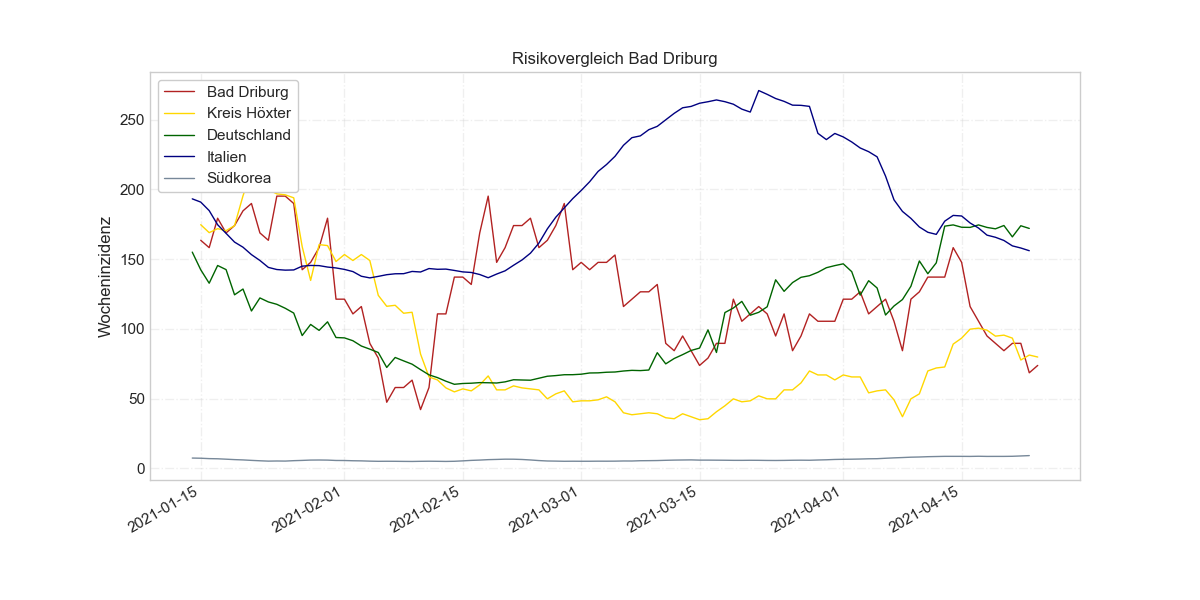 Risikovergleich Bad Driburg
Bad Driburg
Kreis Höxter
Deutschland
Italien
Südkorea
Wocheninzidenz
250
200
150
100
50
0
2021-01-15
2021-02-01
2021-02-15
2021-03-01
2021-03-15
2021-04-01
2021-04-15